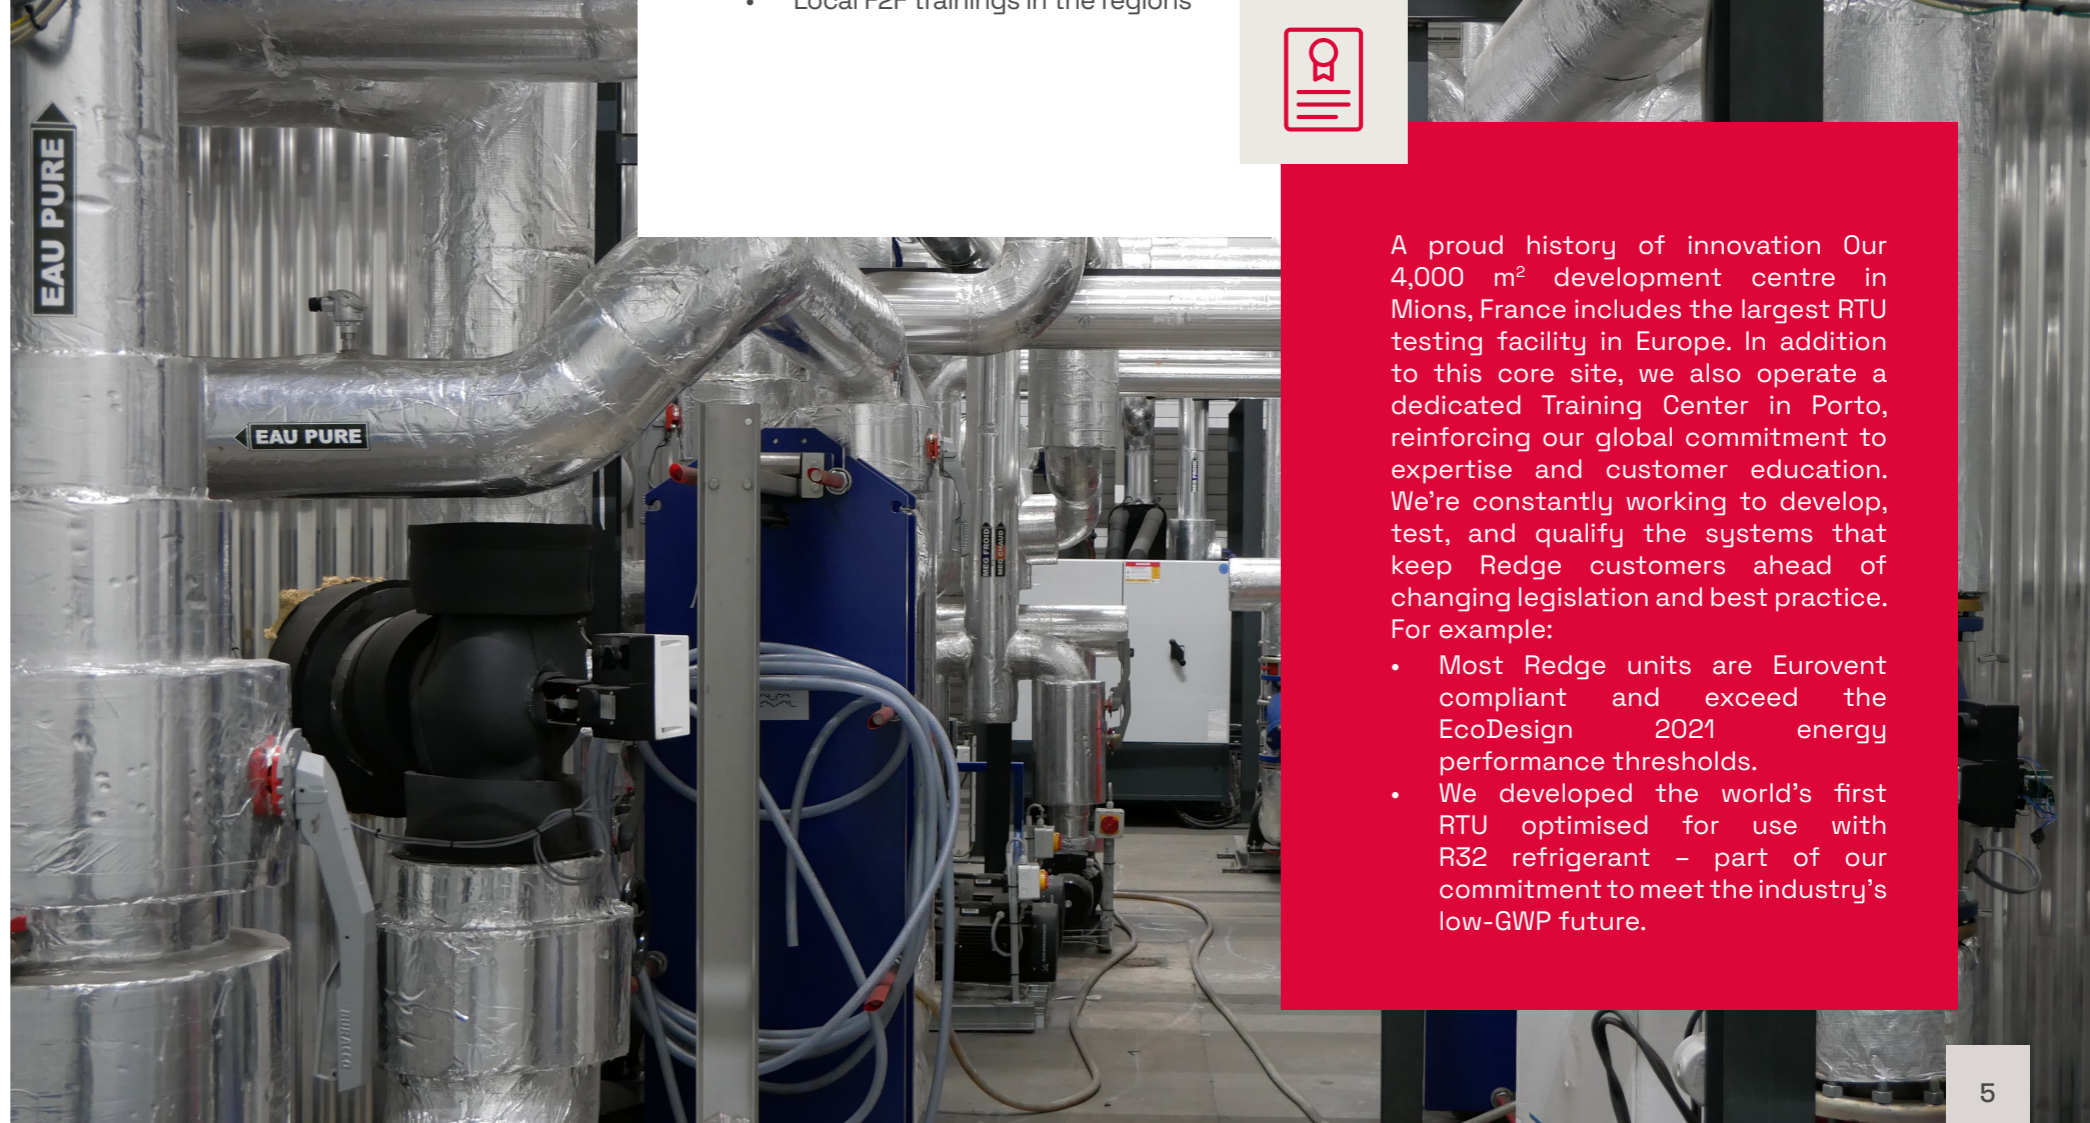 Local F2F trainings in the regions
EAU PURE
EAU PURE
MEG FROID
MEG CHAUD
A proud history of innovation Our
4,000 m² development centre in
Mions, France includes the largest RTU
testing facility in Europe. In addition
to this core site, we also operate a
dedicated Training Center in Porto,
reinforcing our global commitment to
expertise and customer education.
We're constantly working to develop,
test, and qualify the systems that
keep Redge customers ahead of
changing legislation and best practice.
For example:
• Most Redge units are Eurovent
compliant and exceed the
EcoDesign 2021 energy
performance thresholds.
• We developed the world's first
RTU optimised for use with
R32 refrigerant – part of our
commitment to meet the industry's
low-GWP future.
5